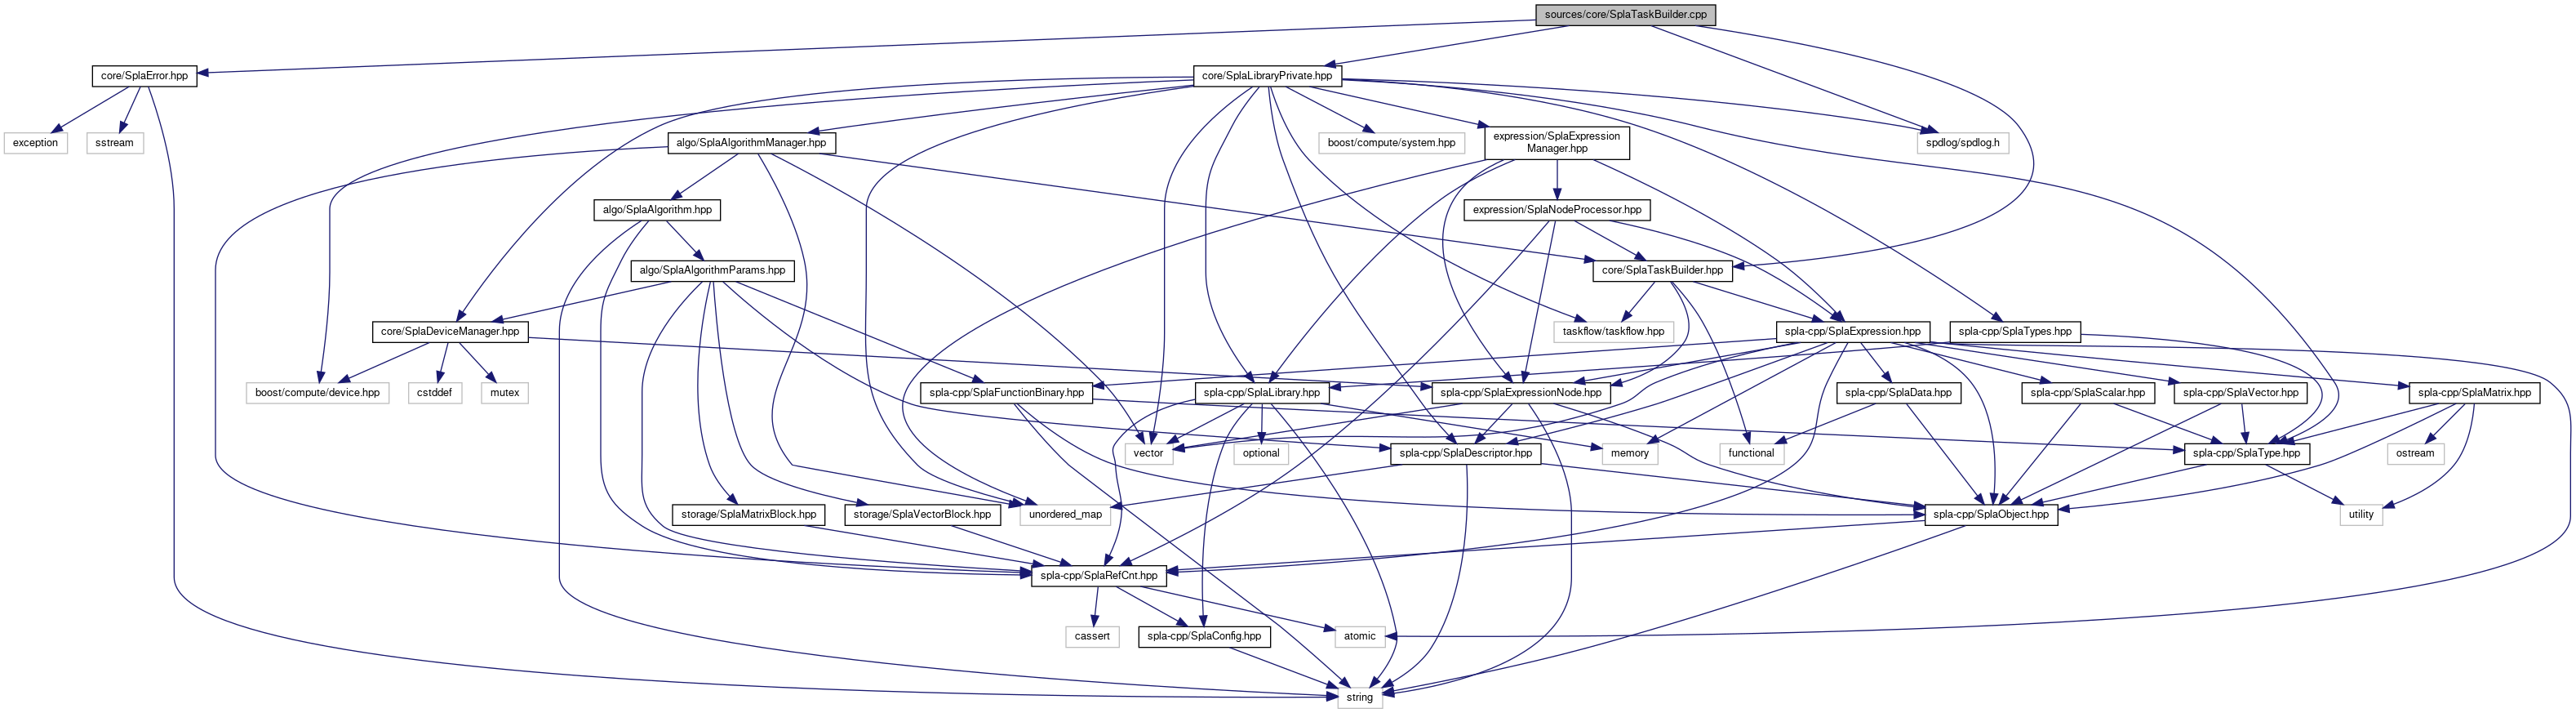 sources/core/SplaTaskBuilder.cpp
core/SplaError.hpp
core/SplaLibraryPrivate.hpp
exception
sstream
algo/SplaAlgorithmManager.hpp
boost/compute/system.hpp
expression/SplaExpression
Manager.hpp
spdlog/spdlog.h
algo/SplaAlgorithm.hpp
expression/SplaNodeProcessor.hpp
algo/SplaAlgorithmParams.hpp
core/SplaTaskBuilder.hpp
core/SplaDeviceManager.hpp
taskflow/taskflow.hpp
spla-cpp/SplaExpression.hpp
spla-cpp/SplaTypes.hpp
boost/compute/device.hpp
cstddef
mutex
spla-cpp/SplaFunctionBinary.hpp
spla-cpp/SplaLibrary.hpp
spla-cpp/SplaExpressionNode.hpp
spla-cpp/SplaData.hpp
spla-cpp/SplaScalar.hpp
spla-cpp/SplaVector.hpp
spla-cpp/SplaMatrix.hpp
vector
optional
spla-cpp/SplaDescriptor.hpp
memory
functional
spla-cpp/SplaType.hpp
ostream
storage/SplaMatrixBlock.hpp
storage/SplaVectorBlock.hpp
unordered_map
spla-cpp/SplaObject.hpp
utility
spla-cpp/SplaRefCnt.hpp
cassert
spla-cpp/SplaConfig.hpp
atomic
string